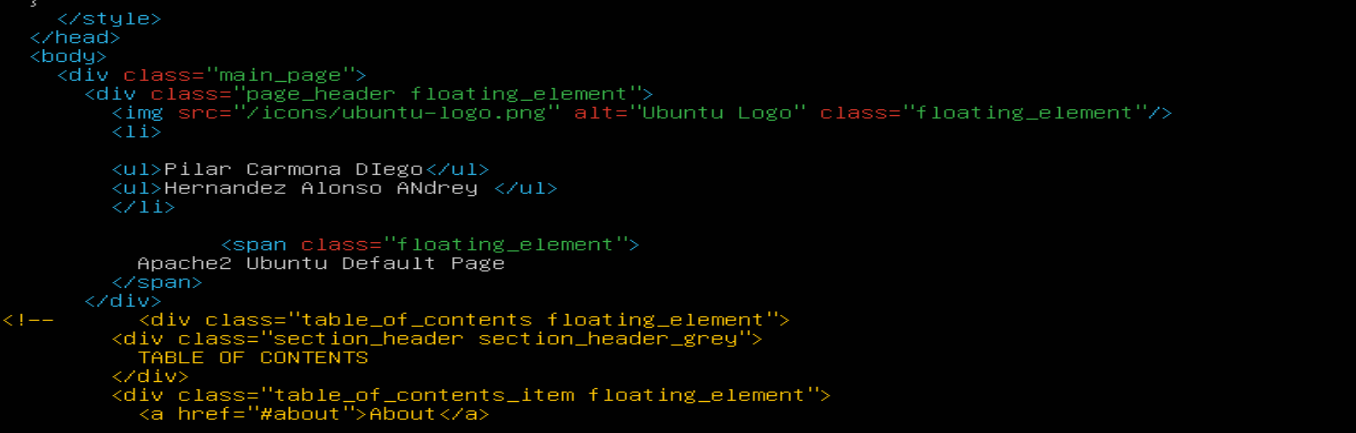 }
</style>
</head>
<body>
<div class="main_page">
<div class="page_header floating_element">
<img src="/icons/ubuntu-logo.png" alt="Ubuntu Logo" class="floating_element"/>
<li>
<ul>Pilar Carmona DIego</ul>
<ul>Hernandez Alonso ANdrey </ul>
</li>
<span class="floating_element">
Apache2 Ubuntu Default Page
</span>
</div>
<!-- <div class="table_of_contents floating_element">
<div class="section_header section_header_grey">
TABLE OF CONTENTS
</div>
<div class="table_of_contents_item floating_element">
<a href="#about">About</a>